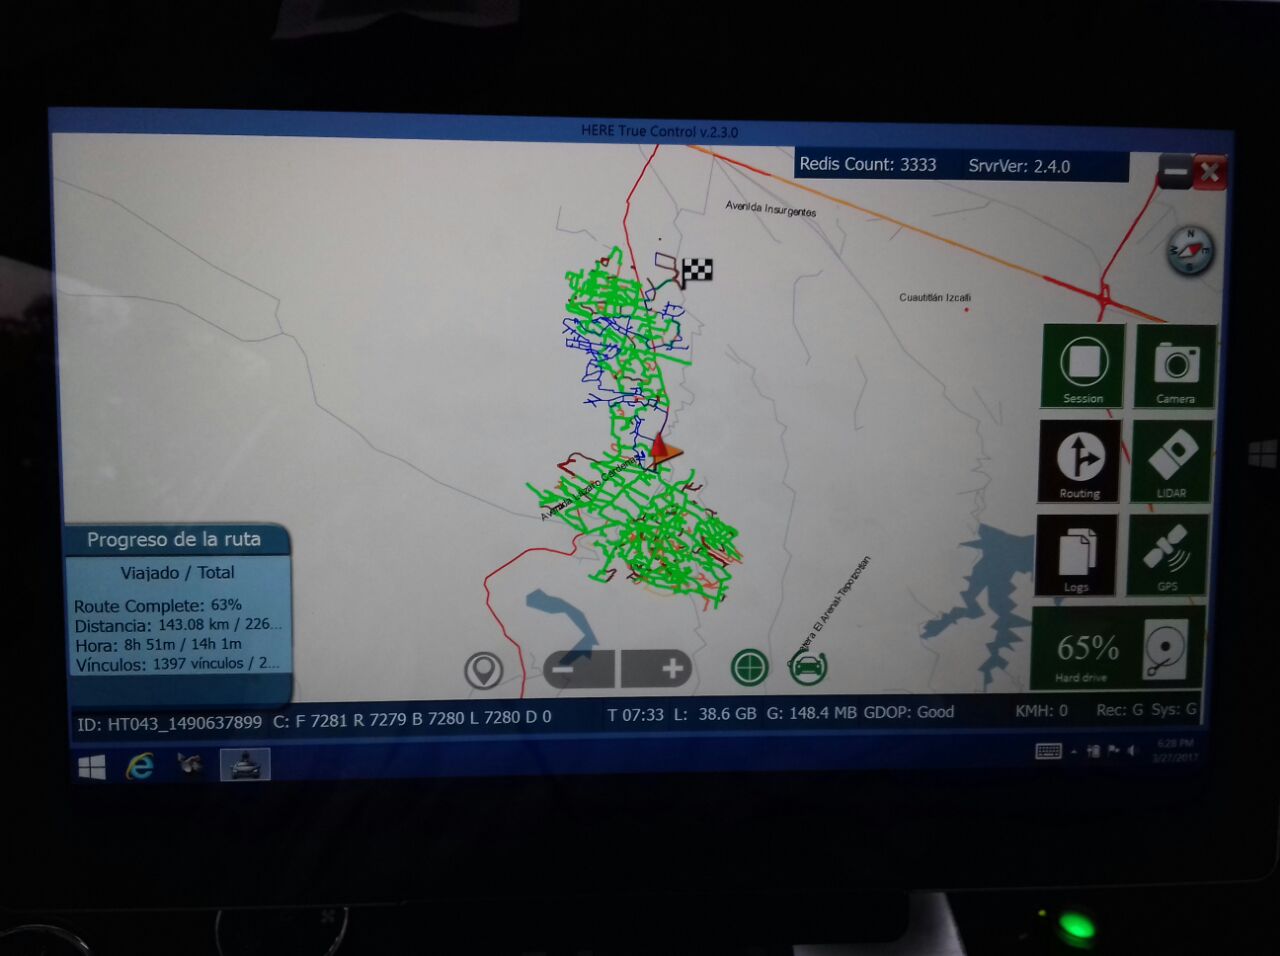 HERE True Control v.2.3.0
Redis Count: 3333 SrvrVer: 2.4.0
Avenida Insurgentes
N
E
Cuautitlán Izcalli
Session
Camera
Routing
LIDAR
Avenida Lázaro Cárdenas
Logs
GPS
Progreso de la ruta
Viajado / Total
Route Complete: 63%
Distancia: 143.08 km / 226...
Hora: 8h 51m / 14h 1m
Vínculos: 1397 vínculos / 2...
El Arenal-Tepotzotlán
65%
Hard drive
ID: HT043_1490637899 C: F 7281 R 7279 B 7280 L 7280 D 0 T 07:33 L: 38.6 GB G: 148.4 MB GDOP: Good KMH: 0 Rec: G Sys: G
6:28 PM
3/27/2017